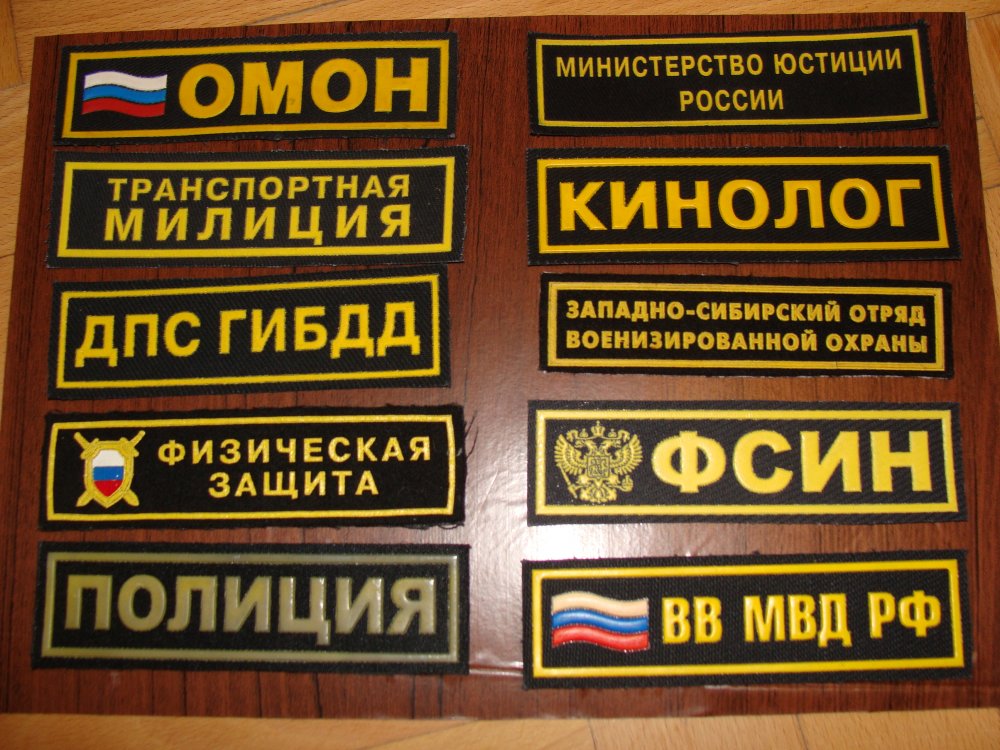 ОМОН
ТРАНСПОРТНАЯ
МИЛИЦИЯ
ДПС ГИБДД
ФИЗИЧЕСКАЯ
ЗАЩИТА
ПОЛИЦИЯ
МИНИСТЕРСТВО ЮСТИЦИИ
РОССИИ
КИНОЛОГ
ЗАПАДНО-СИБИРСКИЙ ОТРЯД
ВОЕНИЗИРОВАННОЙ ОХРАНЫ
ФСИН
ВВ МВД РФ